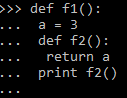 >>> def f1():
...  a = 3
...  def f2():
...   return a
...  print f2()